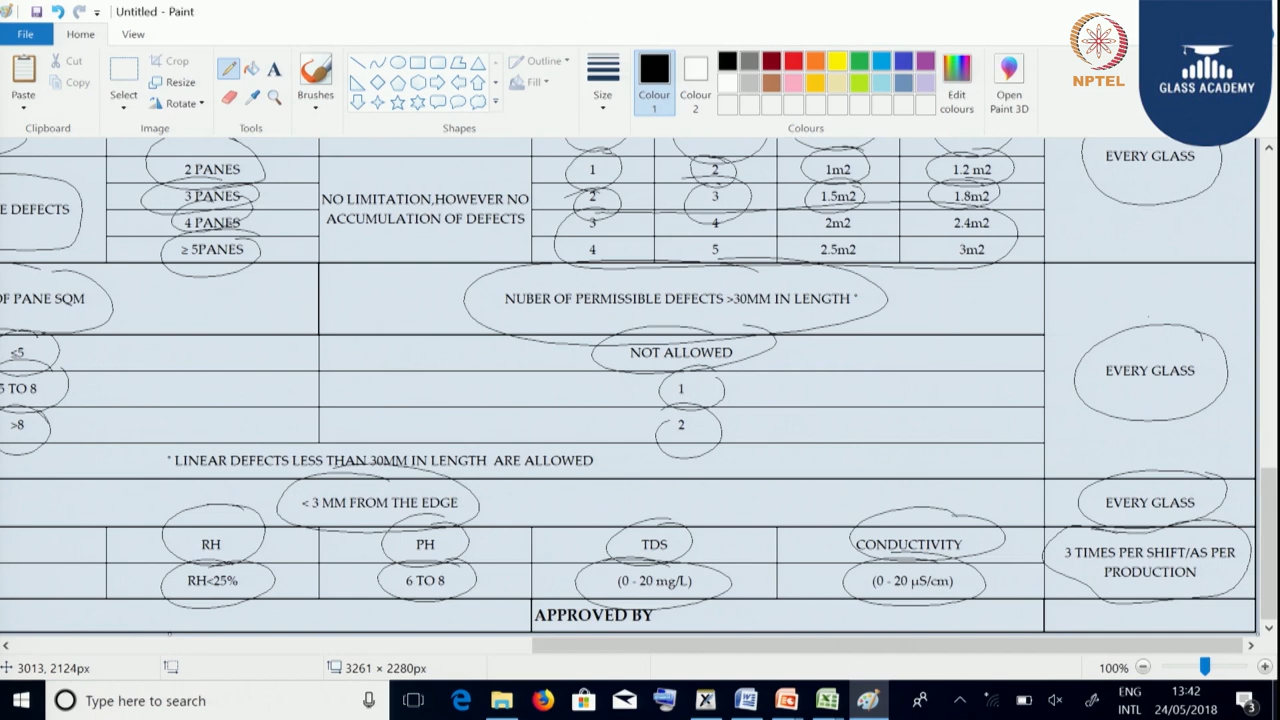 Untitled - Paint
File Home View
Cut
Copy
Paste
Clipboard
Select
Crop
Resize
Rotate
Image
A
Tools
Brushes
Outline
Fill
Shapes
Size
Colour 1
Colour 2
Edit colours
Open Paint 3D
Colours
NPTEL
GLASS ACADEMY
2 PANES 1 2 1m2 1.2 m2
EVERY GLASS
E DEFECTS
3 PANES 2 3 1.5m2 1.8m2
NO LIMITATION,HOWEVER NO
ACCUMULATION OF DEFECTS
4 PANES 3 4 2m2 2.4m2
≥ 5PANES 4 5 2.5m2 3m2
OF PANE SQM NUBER OF PERMISSIBLE DEFECTS >30MM IN LENGTH *
≤5 NOT ALLOWED
EVERY GLASS
5 TO 8 1
>8 2
* LINEAR DEFECTS LESS THAN 30MM IN LENGTH ARE ALLOWED
< 3 MM FROM THE EDGE EVERY GLASS
RH PH TDS CONDUCTIVITY
3 TIMES PER SHIFT/AS PER
PRODUCTION
RH<25% 6 TO 8 (0 - 20 mg/L) (0 - 20 µS/cm)
APPROVED BY
3013, 2124px 3261 × 2280px 100%
Type here to search
ENG
INTL
13:42
24/05/2018
3